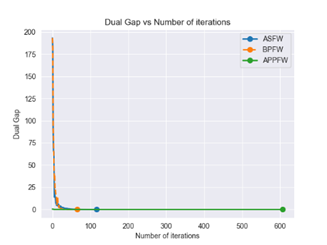 Dual Gap vs Number of iterations
200
175
150
125
100
75
50
25
0
Dual Gap
ASFW
BPFW
APPFW
0 100 200 300 400 500 600
Number of iterations